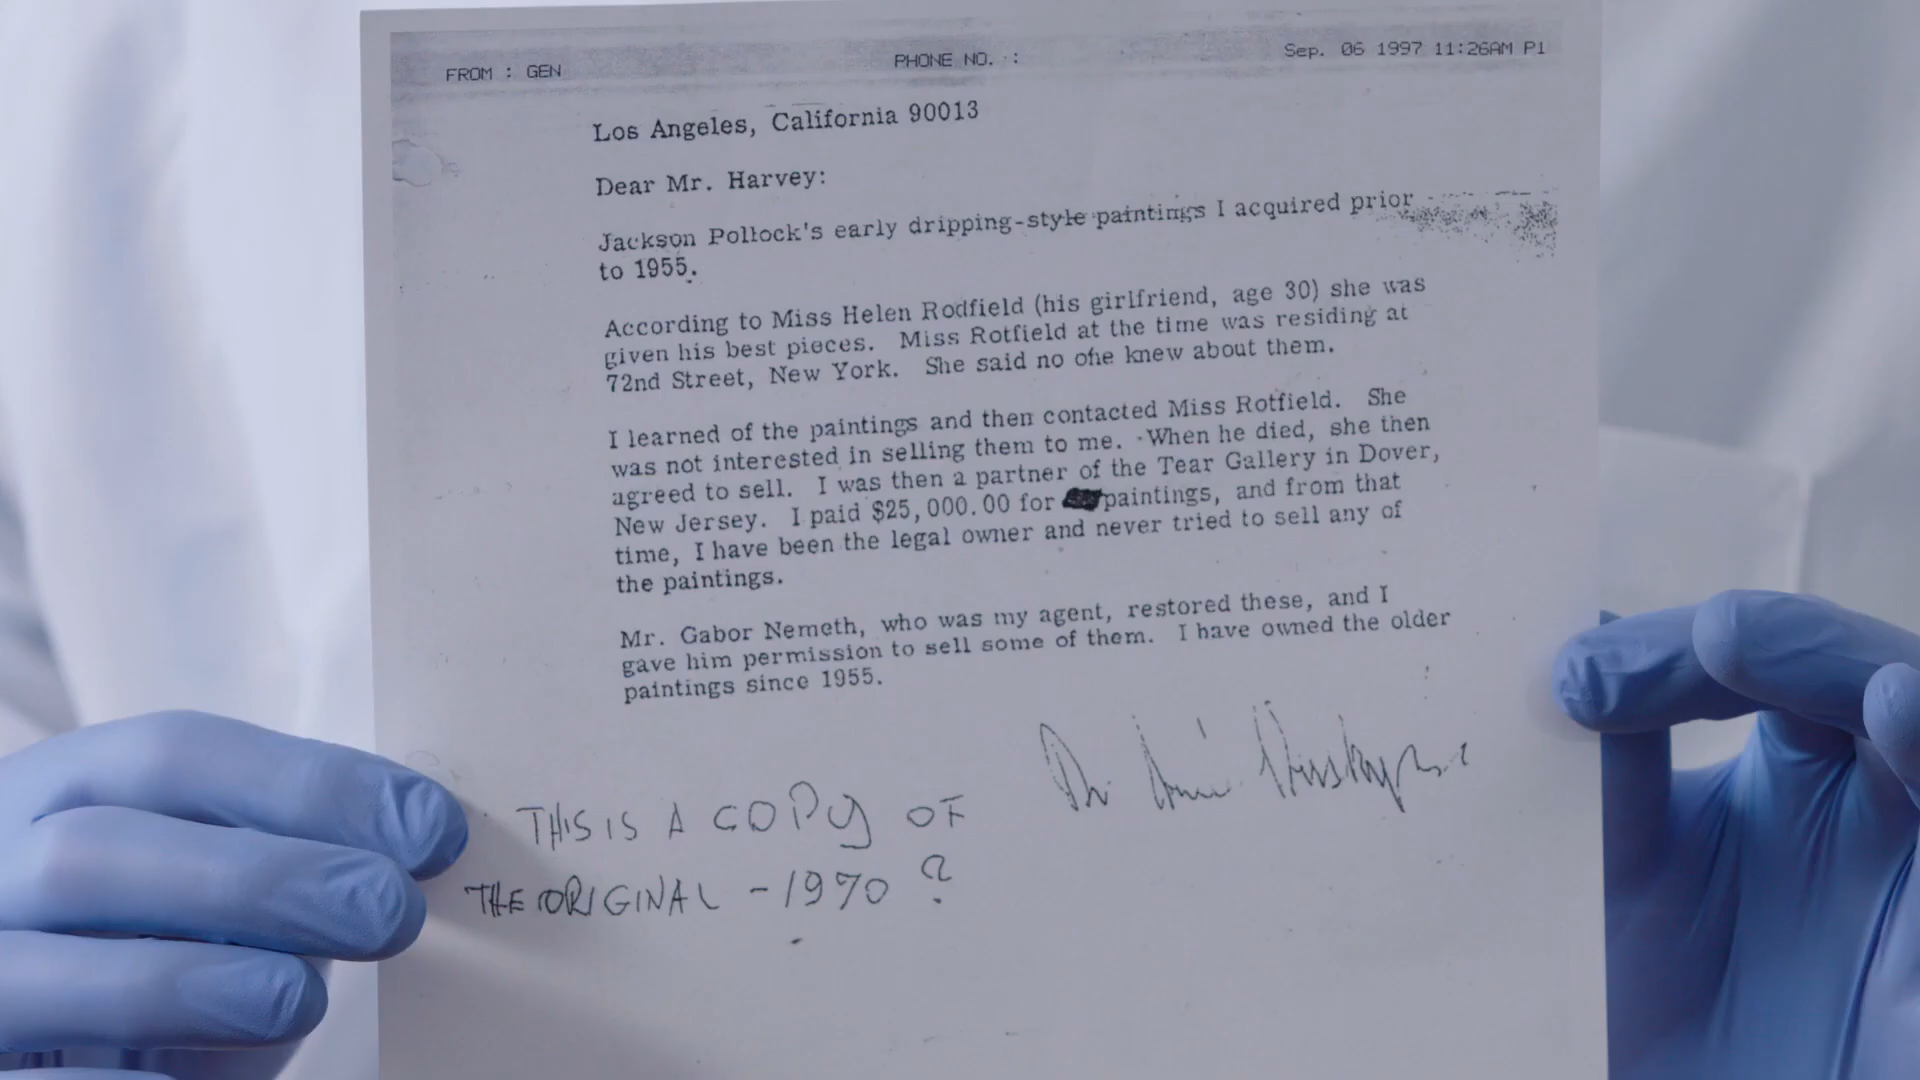 FROM : GEN PHONE NO. : Sep. 06 1997 11:26AM P1
Los Angeles, California 90013
Dear Mr. Harvey:
Jackson Pollock's early dripping-style paintings I acquired prior
to 1955.
According to Miss Helen Rodfield (his girlfriend, age 30) she was
given his best pieces. Miss Rotfield at the time was residing at
72nd Street, New York. She said no one knew about them.
I learned of the paintings and then contacted Miss Rotfield. She
was not interested in selling them to me. When he died, she then
agreed to sell. I was then a partner of the Tear Gallery in Dover,
New Jersey. I paid $25,000.00 for paintings, and from that
time, I have been the legal owner and never tried to sell any of
the paintings.
Mr. Gabor Nemeth, who was my agent, restored these, and I
gave him permission to sell some of them. I have owned the older
paintings since 1955.
THIS IS A COPY OF
THE ORIGINAL - 1970 ?